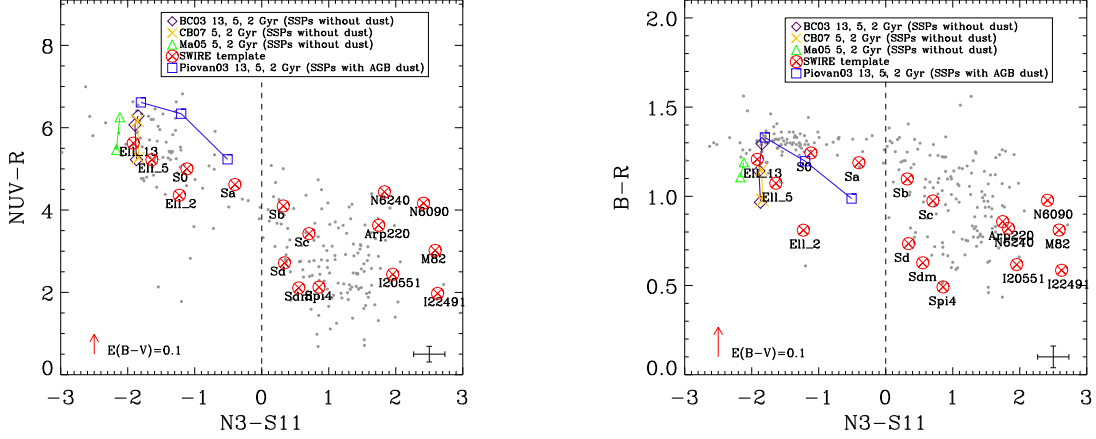 BC03 13, 5, 2 Gyr (SSPs without dust)
CB07 5, 2 Gyr (SSPs without dust)
Ma05 5, 2 Gyr (SSPs without dust)
SWIRE template
Piovan03 13, 5, 2 Gyr (SSPs with AGB dust)
NUV-R
8
6
4
2
0
Ell_13
Ell_5
S0
Ell_2
Sa
Sb
Sc
Sd
Sdm
Spi4
N6240
N6090
Arp220
M82
I20551
I22491
E(B-V)=0.1
-3
-2
-1
0
1
2
3
N3-S11
BC03 13, 5, 2 Gyr (SSPs without dust)
CB07 5, 2 Gyr (SSPs without dust)
Ma05 5, 2 Gyr (SSPs without dust)
SWIRE template
Piovan03 13, 5, 2 Gyr (SSPs with AGB dust)
B-R
2.0
1.5
1.0
0.5
0.0
Ell_13
S0
Sa
Ell_5
Sb
Sc
Ell_2
Sd
Sdm
Spi4
N6090
Arp220
N6240
M82
I20551
I22491
E(B-V)=0.1
-3
-2
-1
0
1
2
3
N3-S11